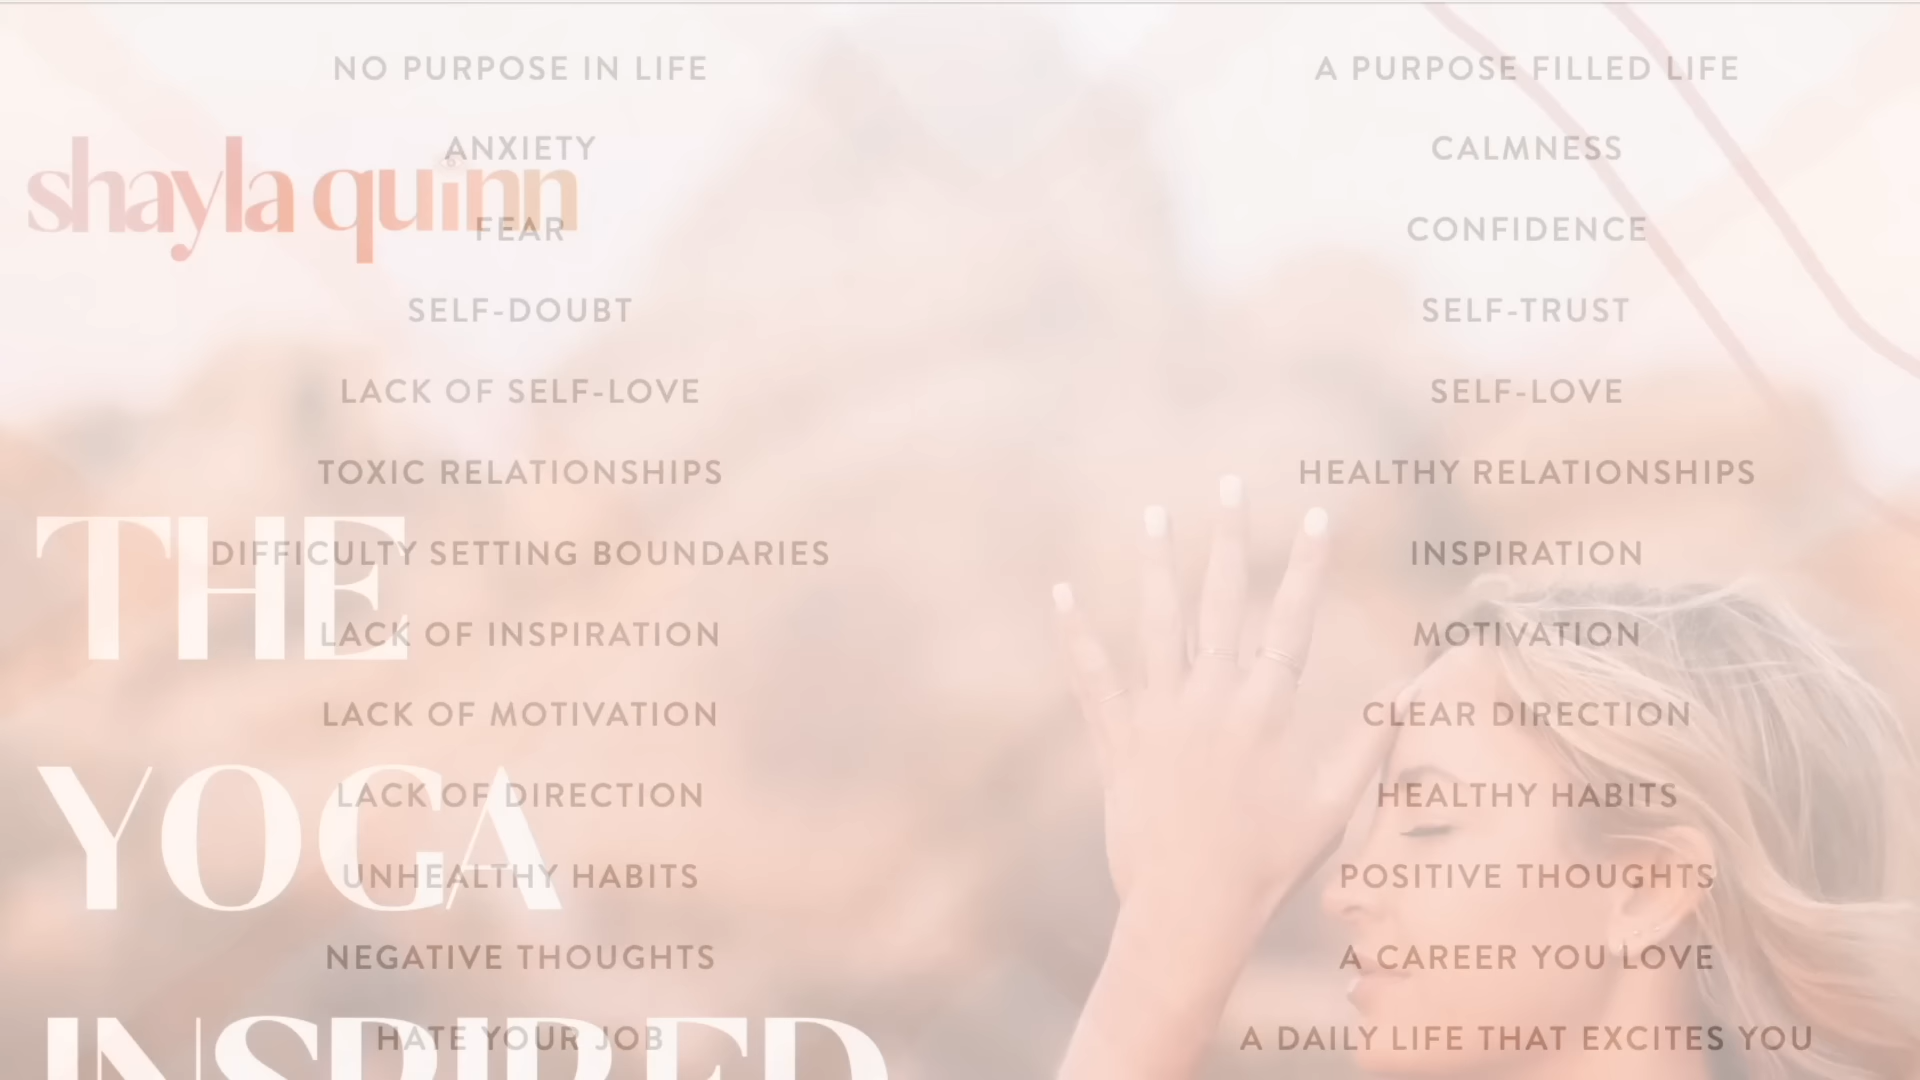 NO PURPOSE IN LIFE
ANXIETY
FEAR
SELF-DOUBT
LACK OF SELF-LOVE
TOXIC RELATIONSHIPS
DIFFICULTY SETTING BOUNDARIES
LACK OF INSPIRATION
LACK OF MOTIVATION
LACK OF DIRECTION
UNHEALTHY HABITS
NEGATIVE THOUGHTS
HATE YOUR JOB
A PURPOSE FILLED LIFE
CALMNESS
CONFIDENCE
SELF-TRUST
SELF-LOVE
HEALTHY RELATIONSHIPS
INSPIRATION
MOTIVATION
CLEAR DIRECTION
HEALTHY HABITS
POSITIVE THOUGHTS
A CAREER YOU LOVE
A DAILY LIFE THAT EXCITES YOU
shayla quinn
THE
YOGA
INSPIRED